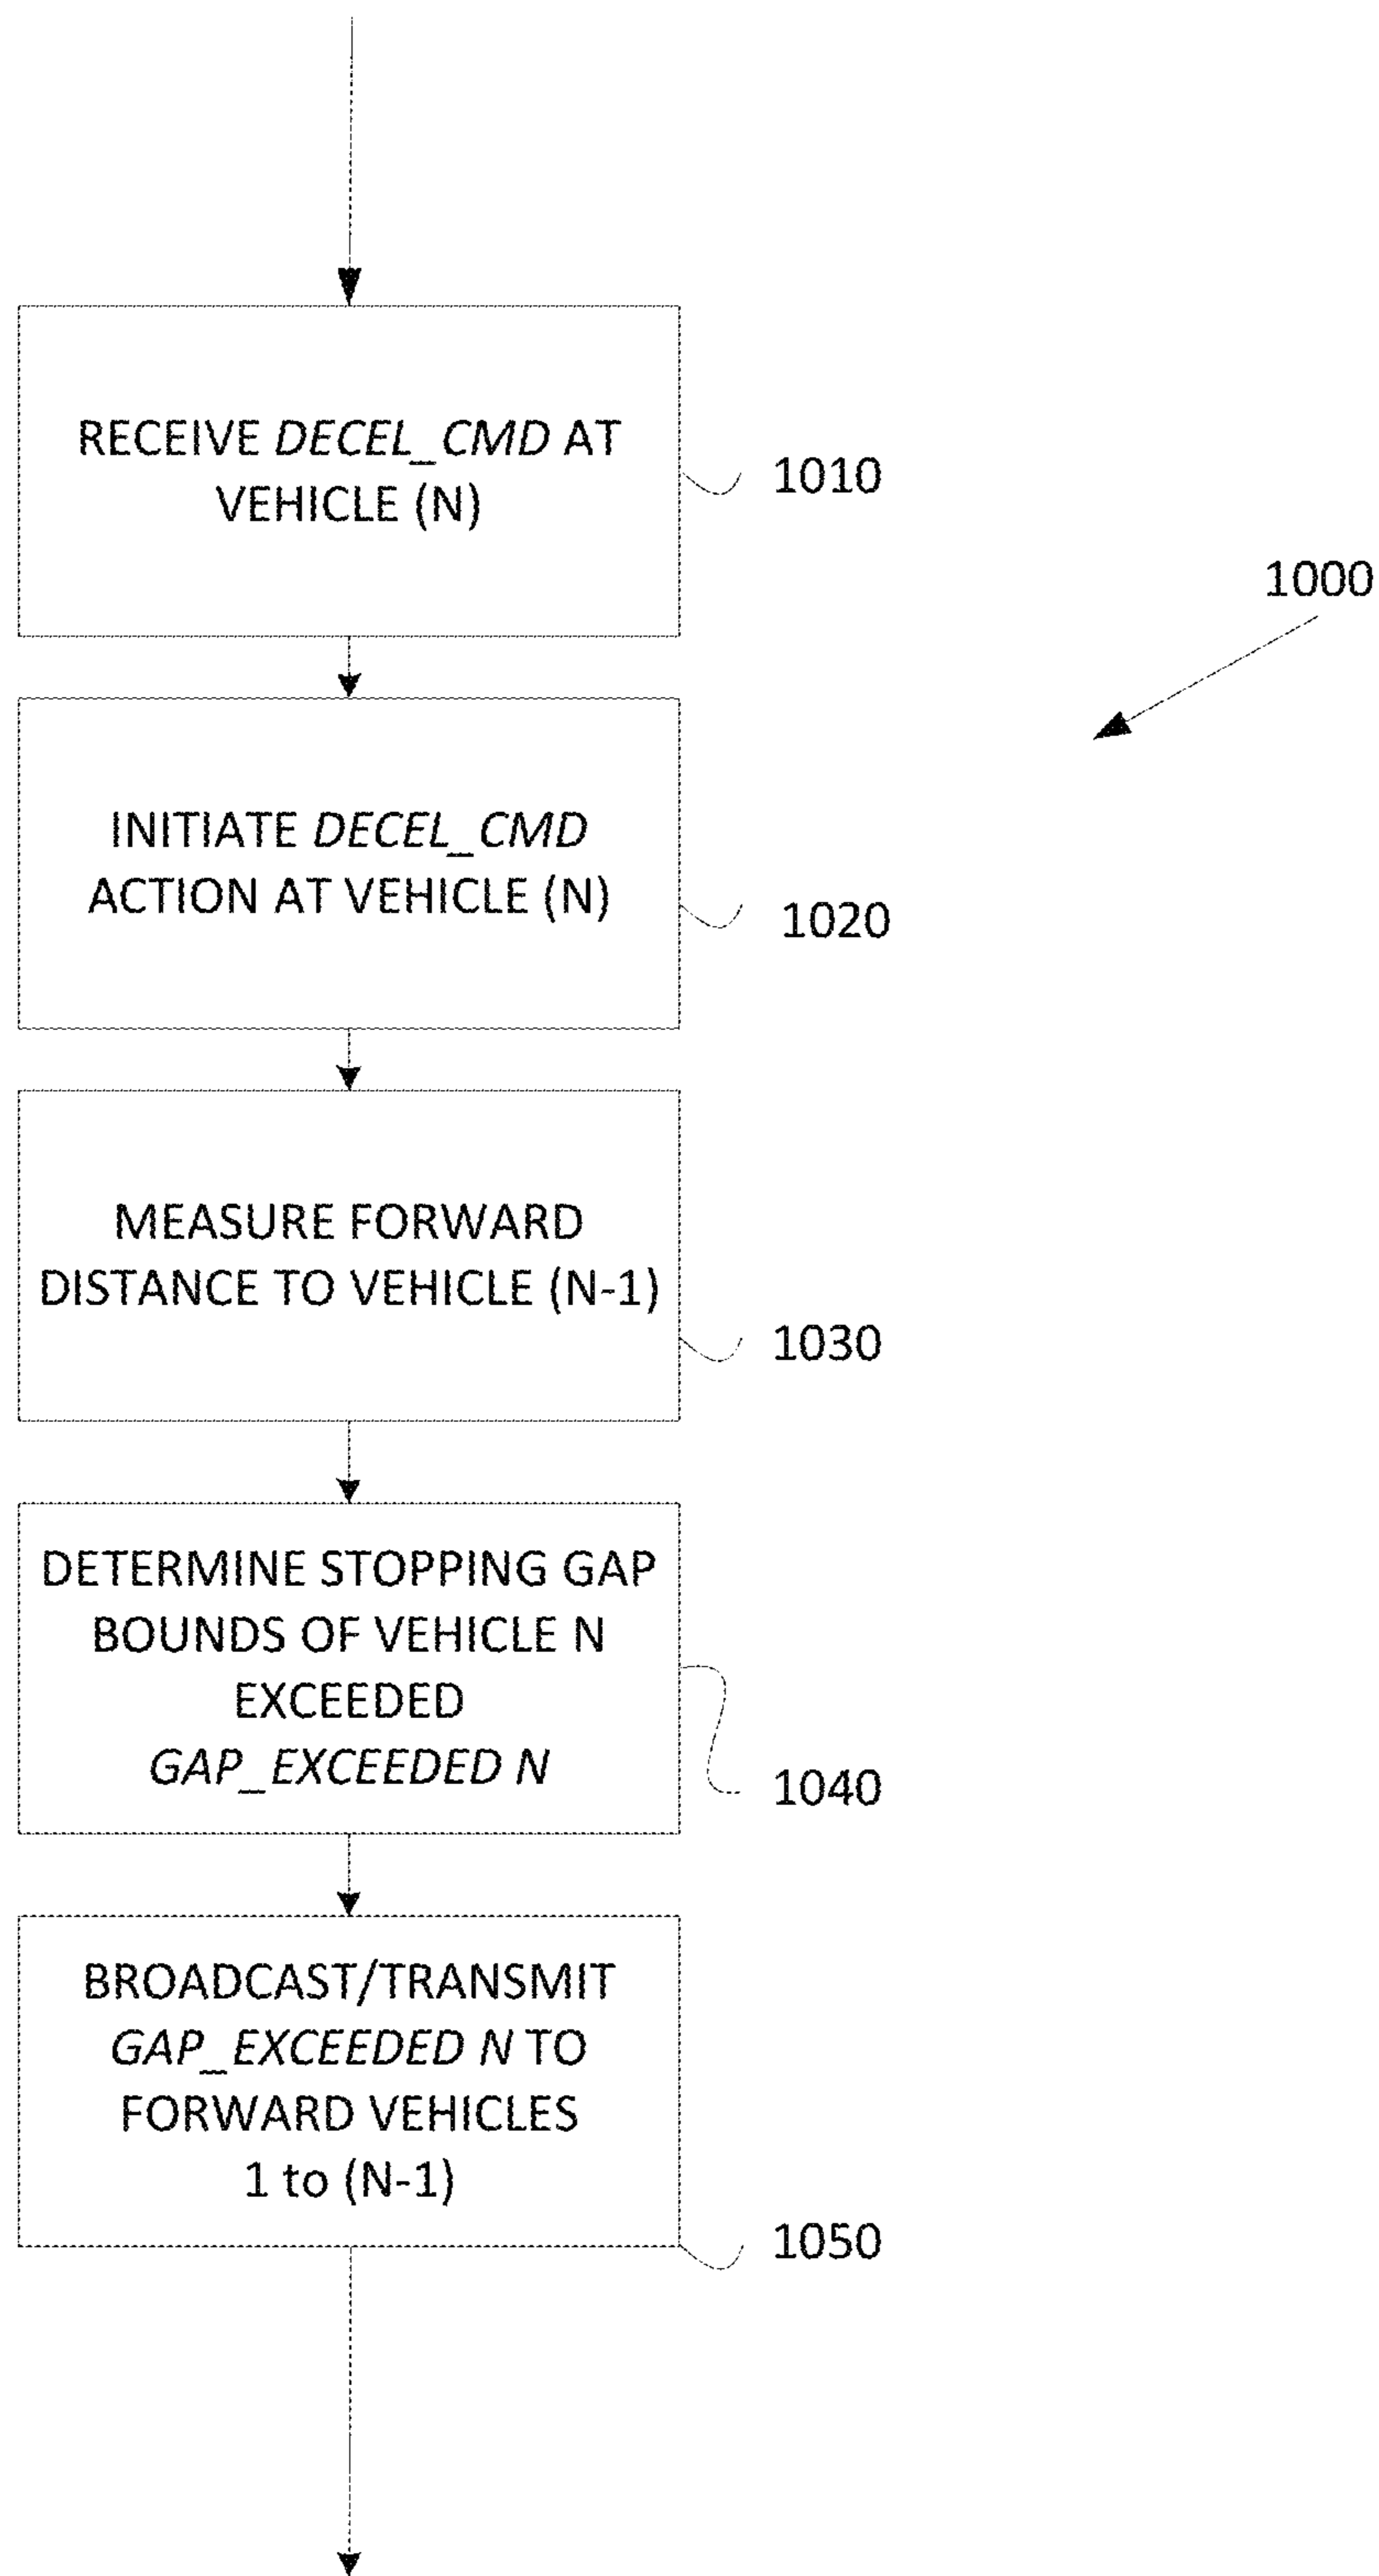 RECEIVE DECEL_CMD AT
VEHICLE (N)
1010
1000
INITIATE DECEL_CMD
ACTION AT VEHICLE (N)
1020
MEASURE FORWARD
DISTANCE TO VEHICLE (N-1)
1030
DETERMINE STOPPING GAP
BOUNDS OF VEHICLE N
EXCEEDED
GAP_EXCEEDED N
1040
BROADCAST/TRANSMIT
GAP_EXCEEDED N TO
FORWARD VEHICLES
1 to (N-1)
1050